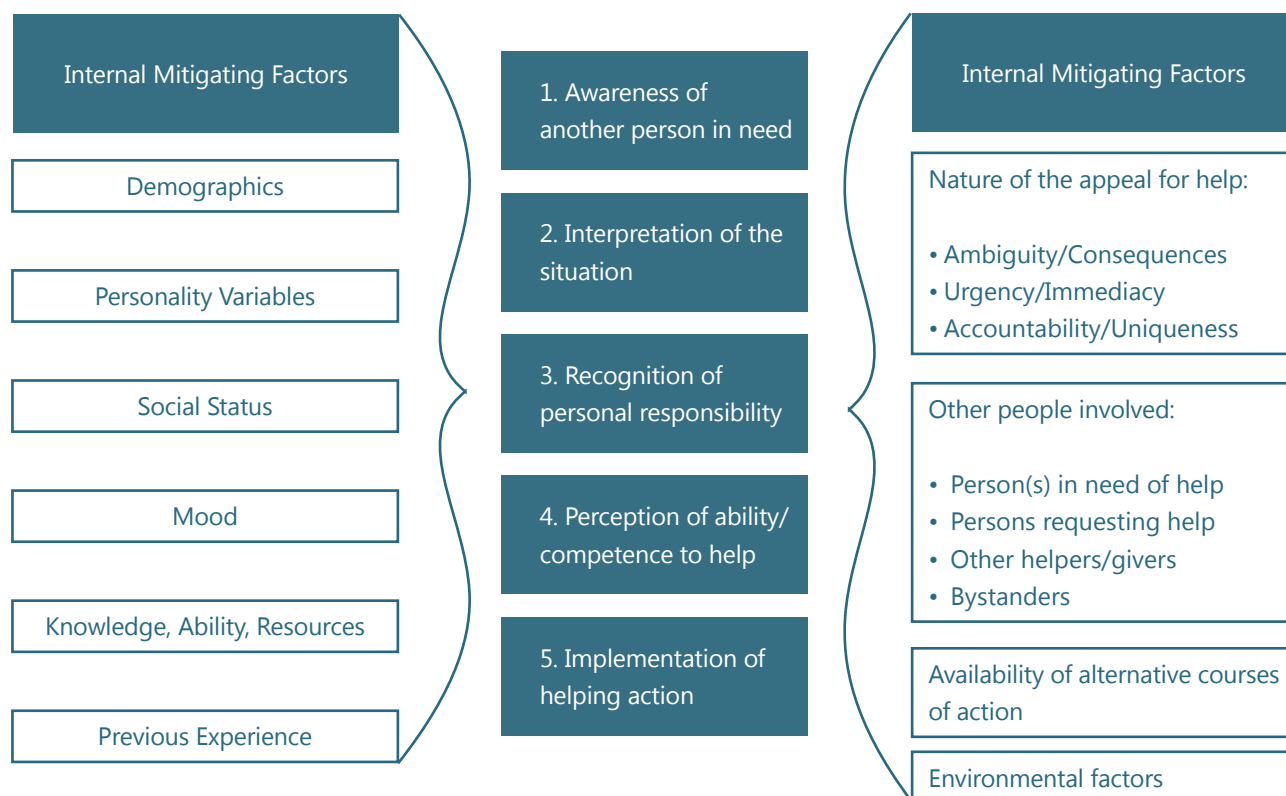 Internal Mitigating Factors
Demographics
Personality Variables
Social Status
Mood
Knowledge, Ability, Resources
Previous Experience
1. Awareness of
another person in need
2. Interpretation of the
situation
3. Recognition of
personal responsibility
4. Perception of ability/
competence to help
5. Implementation of
helping action
Internal Mitigating Factors
Nature of the appeal for help:
• Ambiguity/Consequences
• Urgency/Immediacy
• Accountability/Uniqueness
Other people involved:
• Person(s) in need of help
• Persons requesting help
• Other helpers/givers
• Bystanders
Availability of alternative courses
of action
Environmental factors